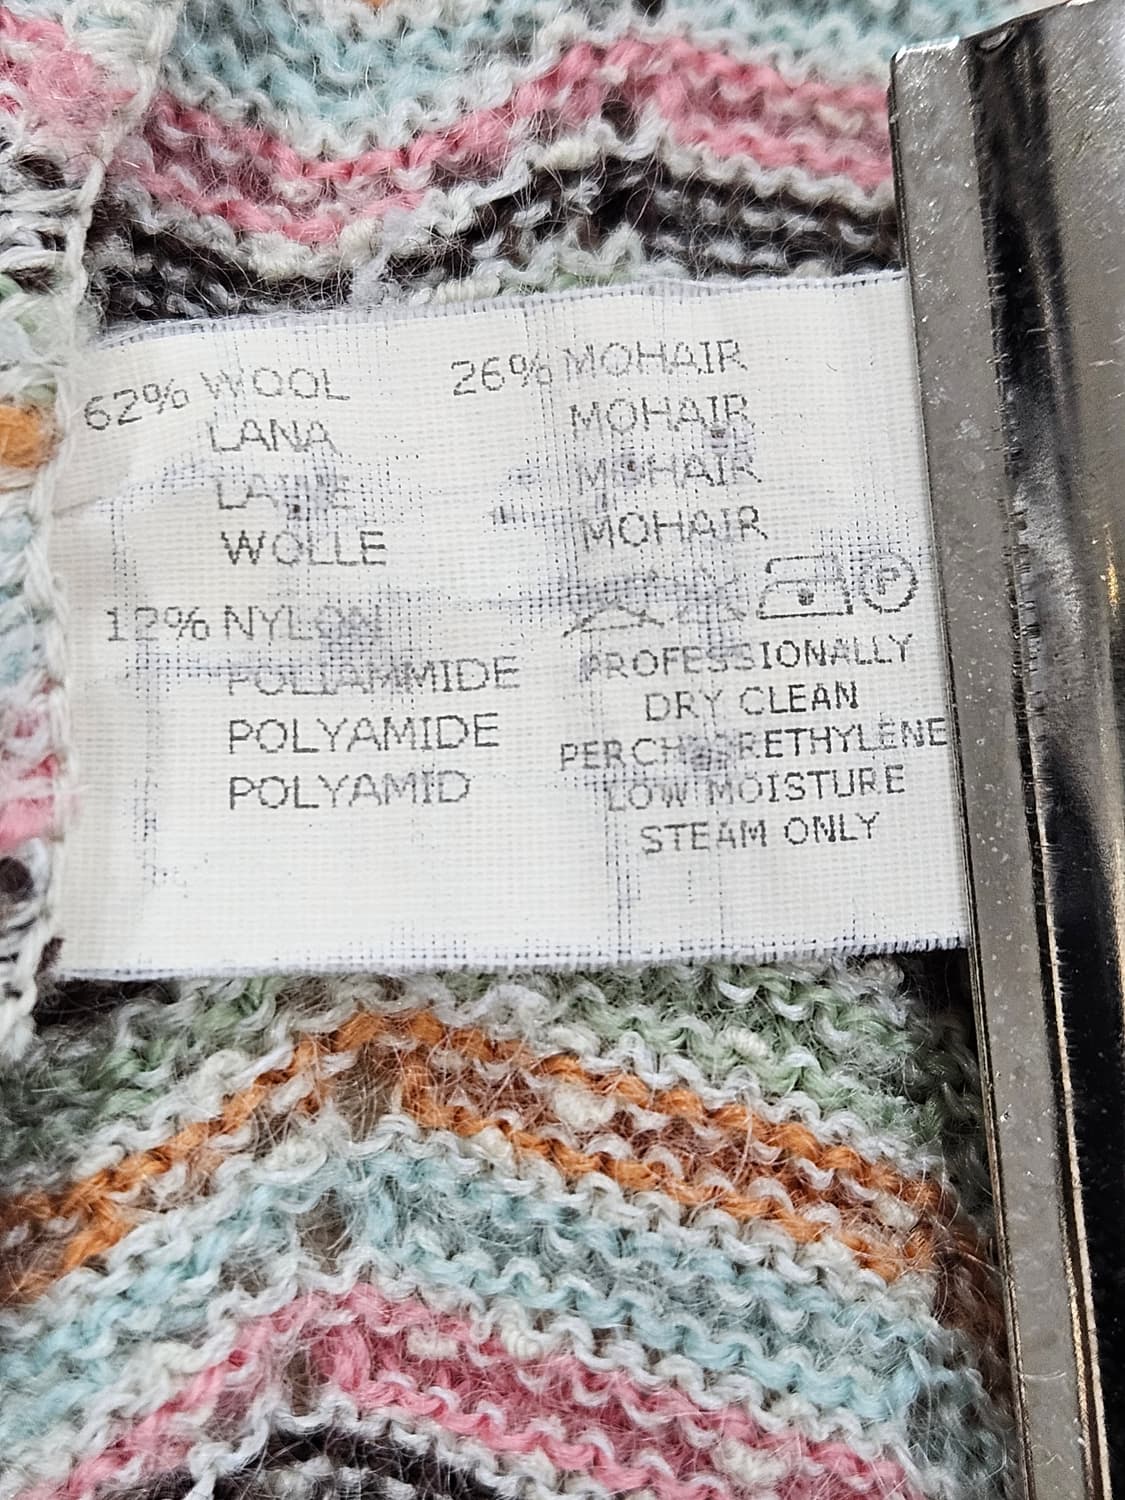 62% WOOL
LANA
LAINE
WOLLE
12% NYLON
POLIAMMIDE
POLYAMIDE
POLYAMID
26% MOHAIR
MOHAIR
MOHAIR
MOHAIR
P
PROFESSIONALLY
DRY CLEAN
PERCHLORETHYLENE
LOW MOISTURE
STEAM ONLY